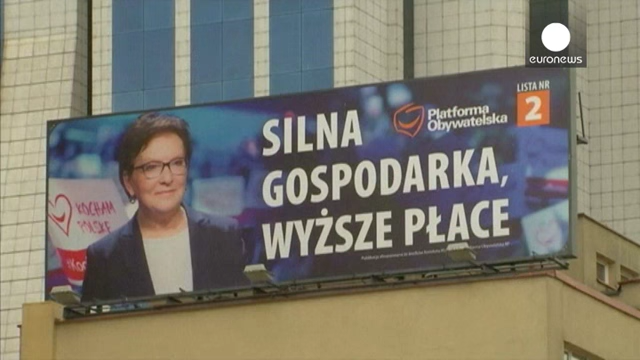 euronews
LISTA NR
2
Platforma
Obywatelska
SILNA
GOSPODARKA,
WYŻSZE PŁACE
KOCHAM
POLSKĘ